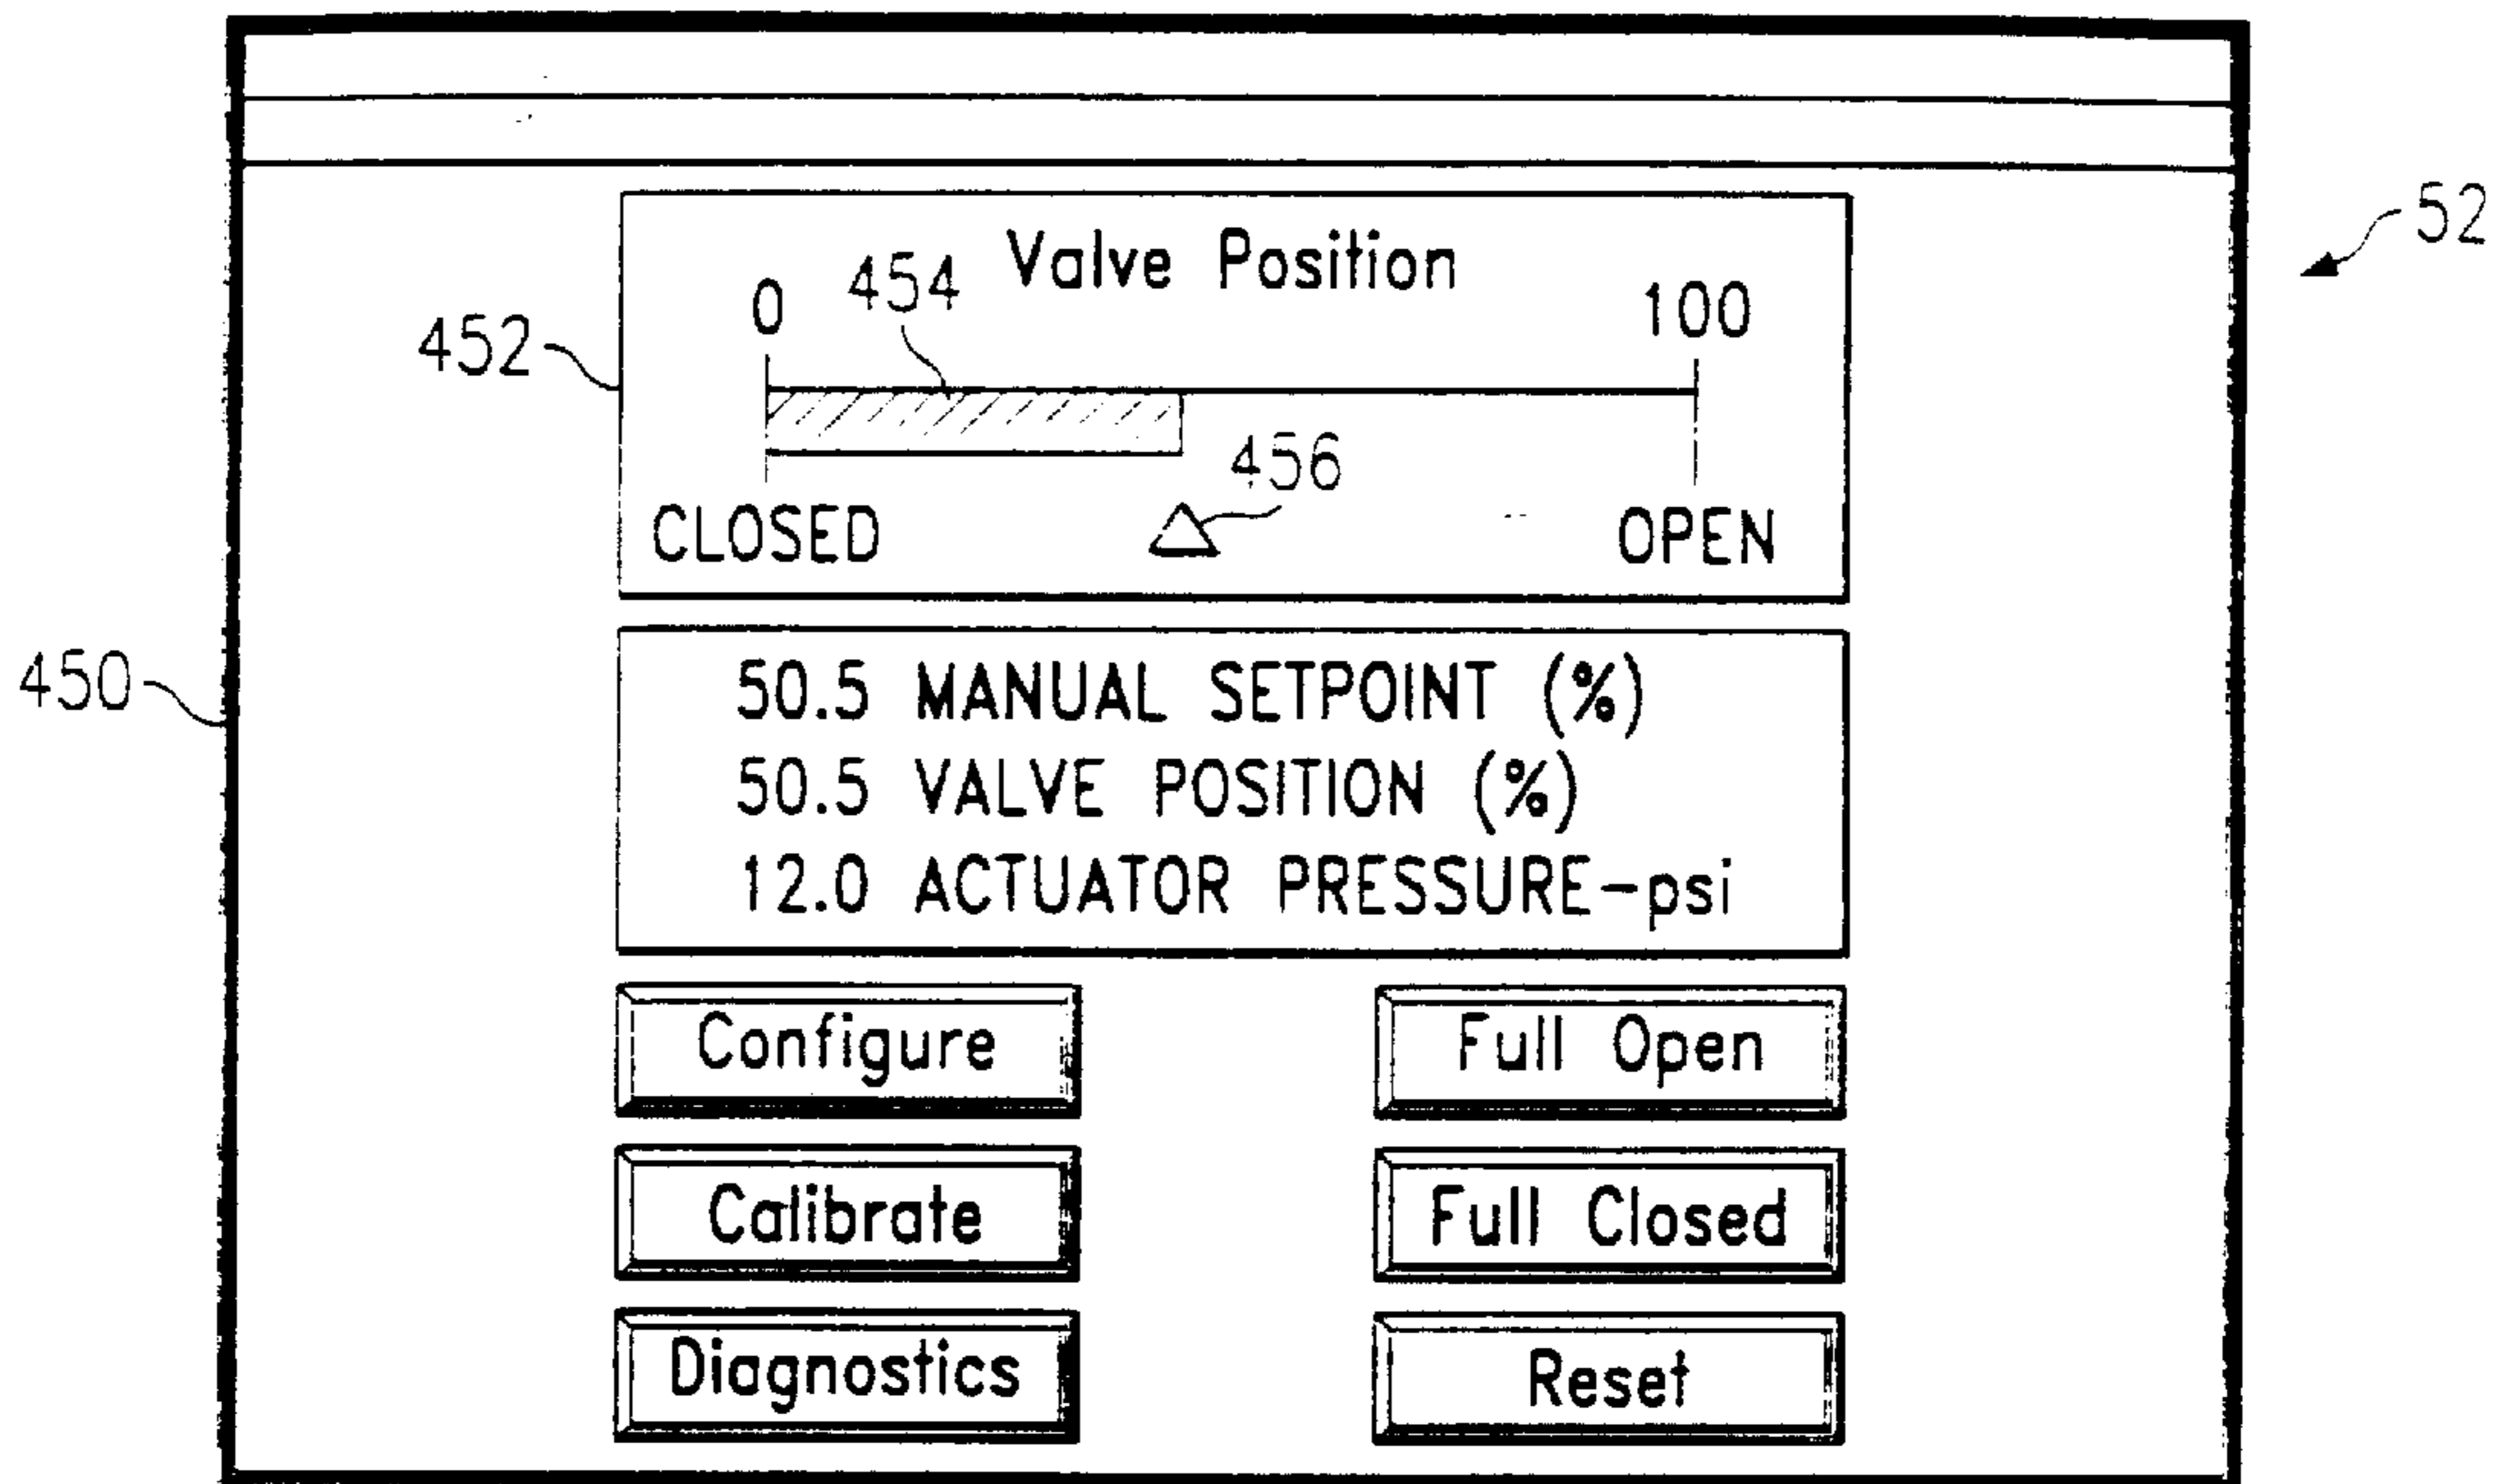 52
Valve Position
0
454
100
452
456
CLOSED
OPEN
450
50.5 MANUAL SETPOINT (%)
50.5 VALVE POSITION (%)
12.0 ACTUATOR PRESSURE-psi
Configure
Full Open
Calibrate
Full Closed
Diagnostics
Reset